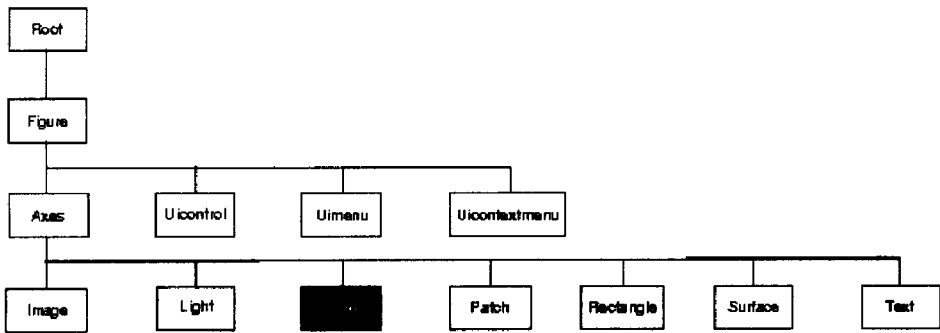 Root
Figure
Axes
Uicontrol
Uimenu
Uicontextmenu
Image
Light
Patch
Rectangle
Surface
Text